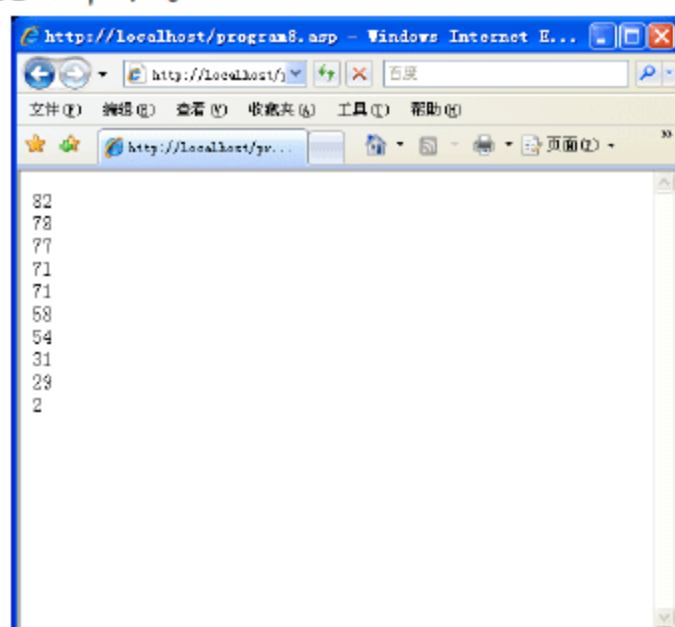 http://localhost/program8.asp - Windows Internet E...
http://localhost/
百度
文件(F) 编辑(E) 查看(V) 收藏夹(A) 工具(T) 帮助(H)
http://localhost/pr... 页面(P)
82
78
77
71
71
58
54
31
29
2